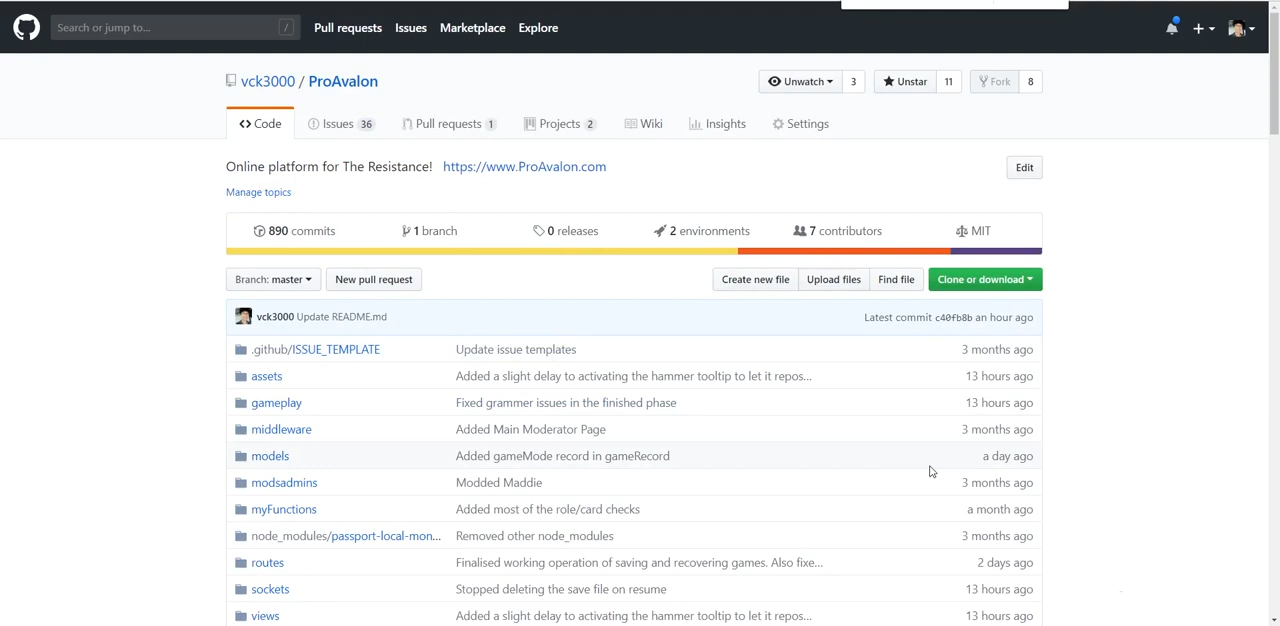 Search or jump to... / Pull requests Issues Marketplace Explore
vck3000 / ProAvalon Unwatch 3 Unstar 11 Fork 8
Code Issues 36 Pull requests 1 Projects 2 Wiki Insights Settings
Online platform for The Resistance! https://www.ProAvalon.com Edit
Manage topics
890 commits 1 branch 0 releases 2 environments 7 contributors MIT
Branch: master New pull request Create new file Upload files Find file Clone or download
vck3000 Update README.md Latest commit c40fb8b an hour ago
.github/ISSUE_TEMPLATE Update issue templates 3 months ago
assets Added a slight delay to activating the hammer tooltip to let it repos... 13 hours ago
gameplay Fixed grammer issues in the finished phase 13 hours ago
middleware Added Main Moderator Page 3 months ago
models Added gameMode record in gameRecord a day ago
modsadmins Modded Maddie 3 months ago
myFunctions Added most of the role/card checks a month ago
node_modules/passport-local-mon... Removed other node_modules 3 months ago
routes Finalised working operation of saving and recovering games. Also fixe... 2 days ago
sockets Stopped deleting the save file on resume 13 hours ago
views Added a slight delay to activating the hammer tooltip to let it repos... 13 hours ago